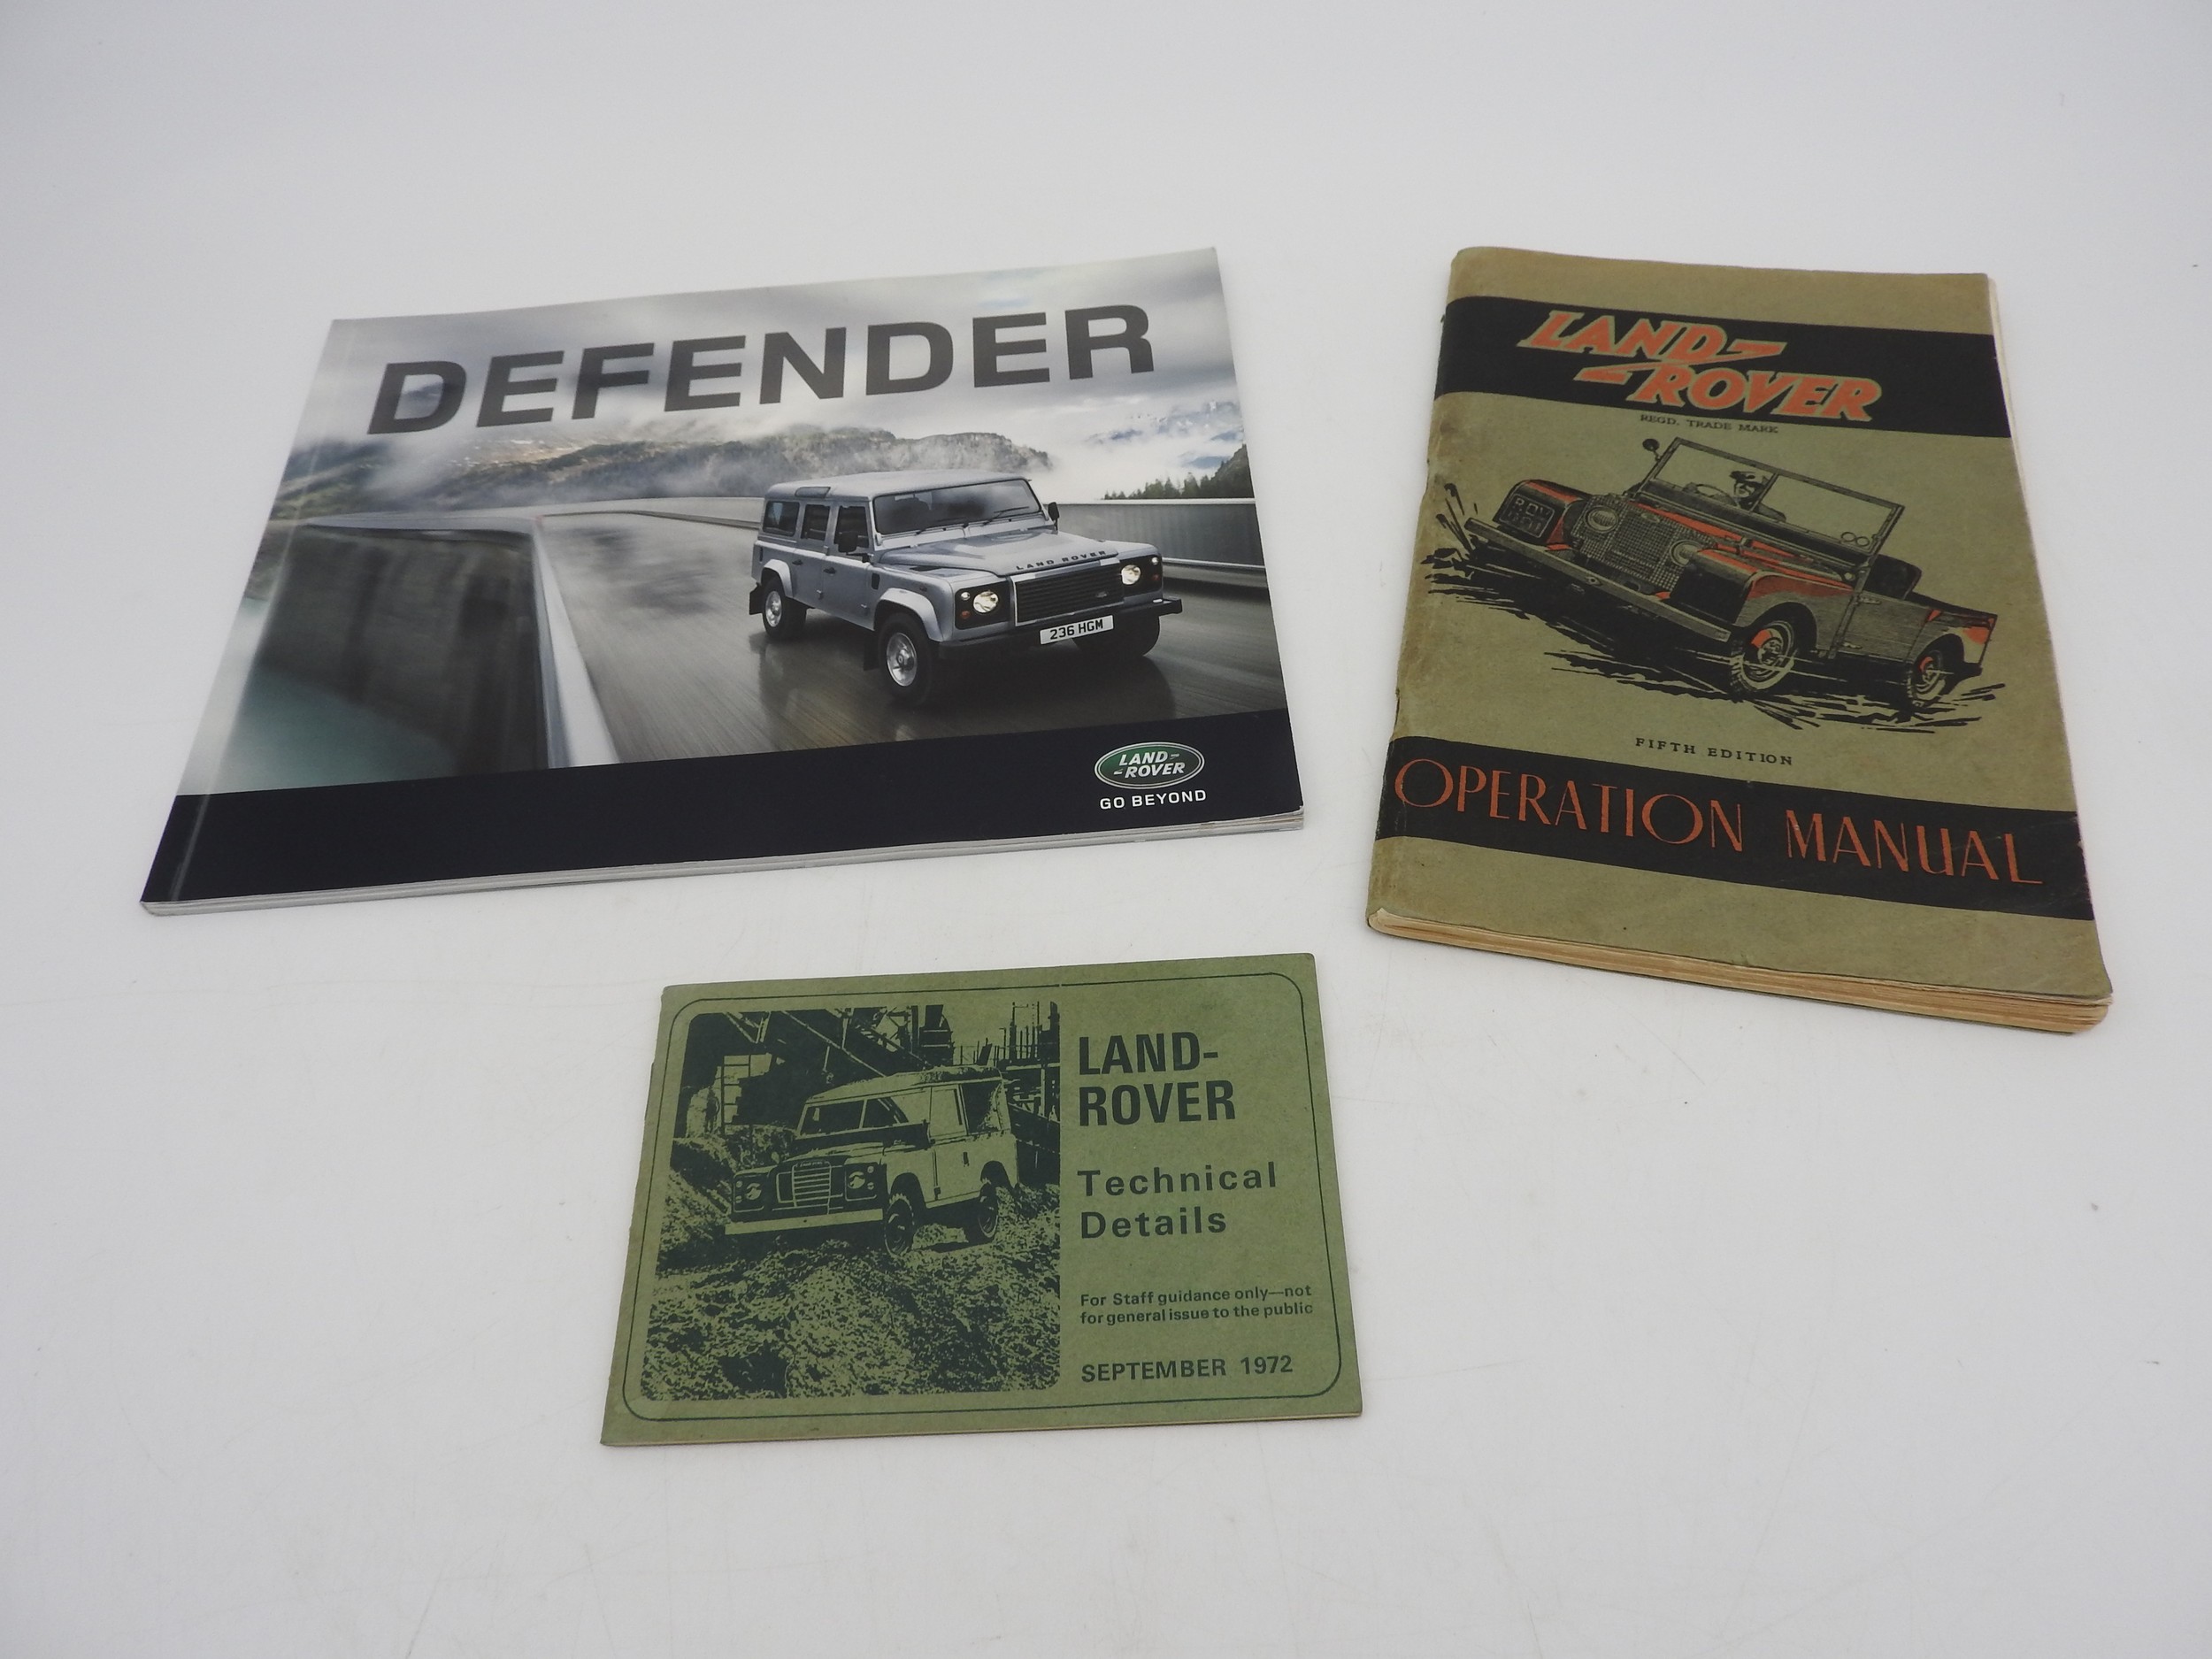 DEFENDER
LAND ROVER
236 HGM
LAND
ROVER
GO BEYOND
LAND
ROVER
REGD. TRADE MARK
FIFTH EDITION
OPERATION MANUAL
LAND-
ROVER
Technical
Details
For Staff guidance only—not
for general issue to the public
SEPTEMBER 1972